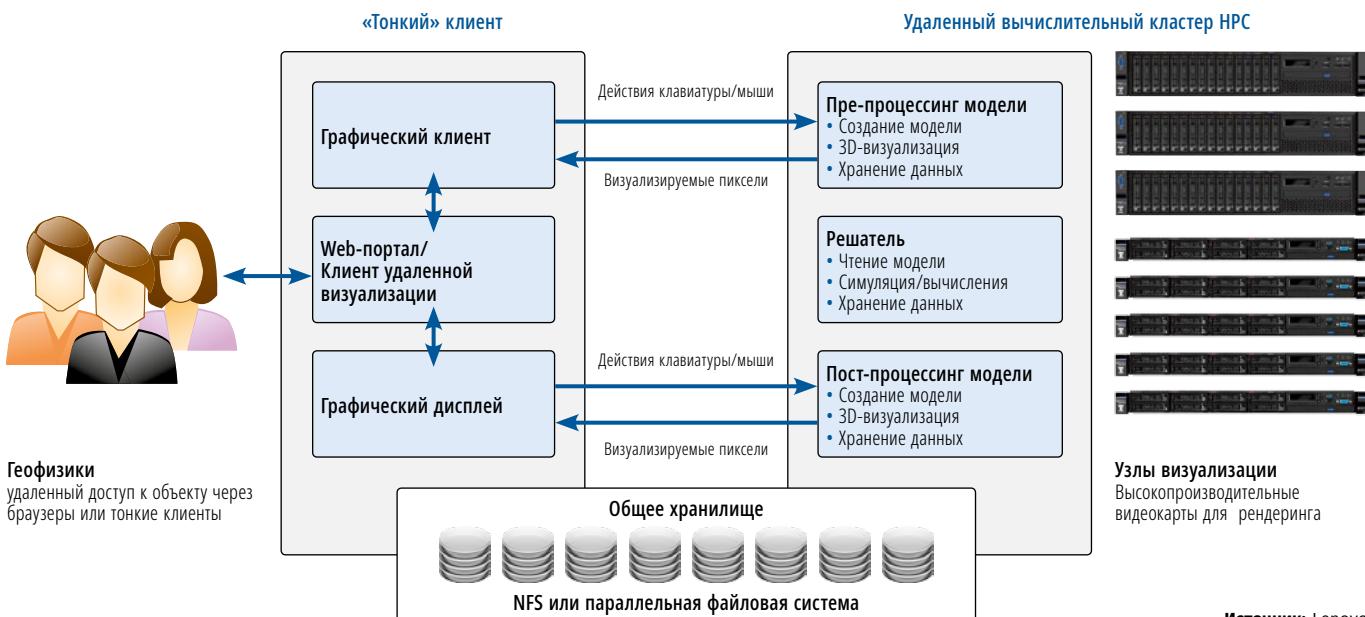 «Тонкий» клиент
Удаленный вычислительный кластер HPC
Графический клиент
Действия клавиатуры/мыши
Визуализируемые пиксели
Пре-процессинг модели
• Создание модели
• 3D-визуализация
• Хранение данных
Web-портал/
Клиент удаленной
визуализации
Решатель
• Чтение модели
• Симуляция/вычисления
• Хранение данных
Графический дисплей
Действия клавиатуры/мыши
Визуализируемые пиксели
Пост-процессинг модели
• Создание модели
• 3D-визуализация
• Хранение данных
Геофизики
удаленный доступ к объекту через
браузеры или тонкие клиенты
Узлы визуализации
Высокопроизводительные
видеокарты для рендеринга
Общее хранилище
NFS или параллельная файловая система